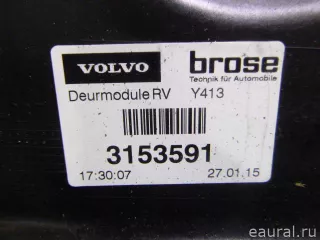 VOLVO brose
Technik für Automobile
Deurmodule RV Y413
3153591
17:30:07 27.01.15
eaural.ru